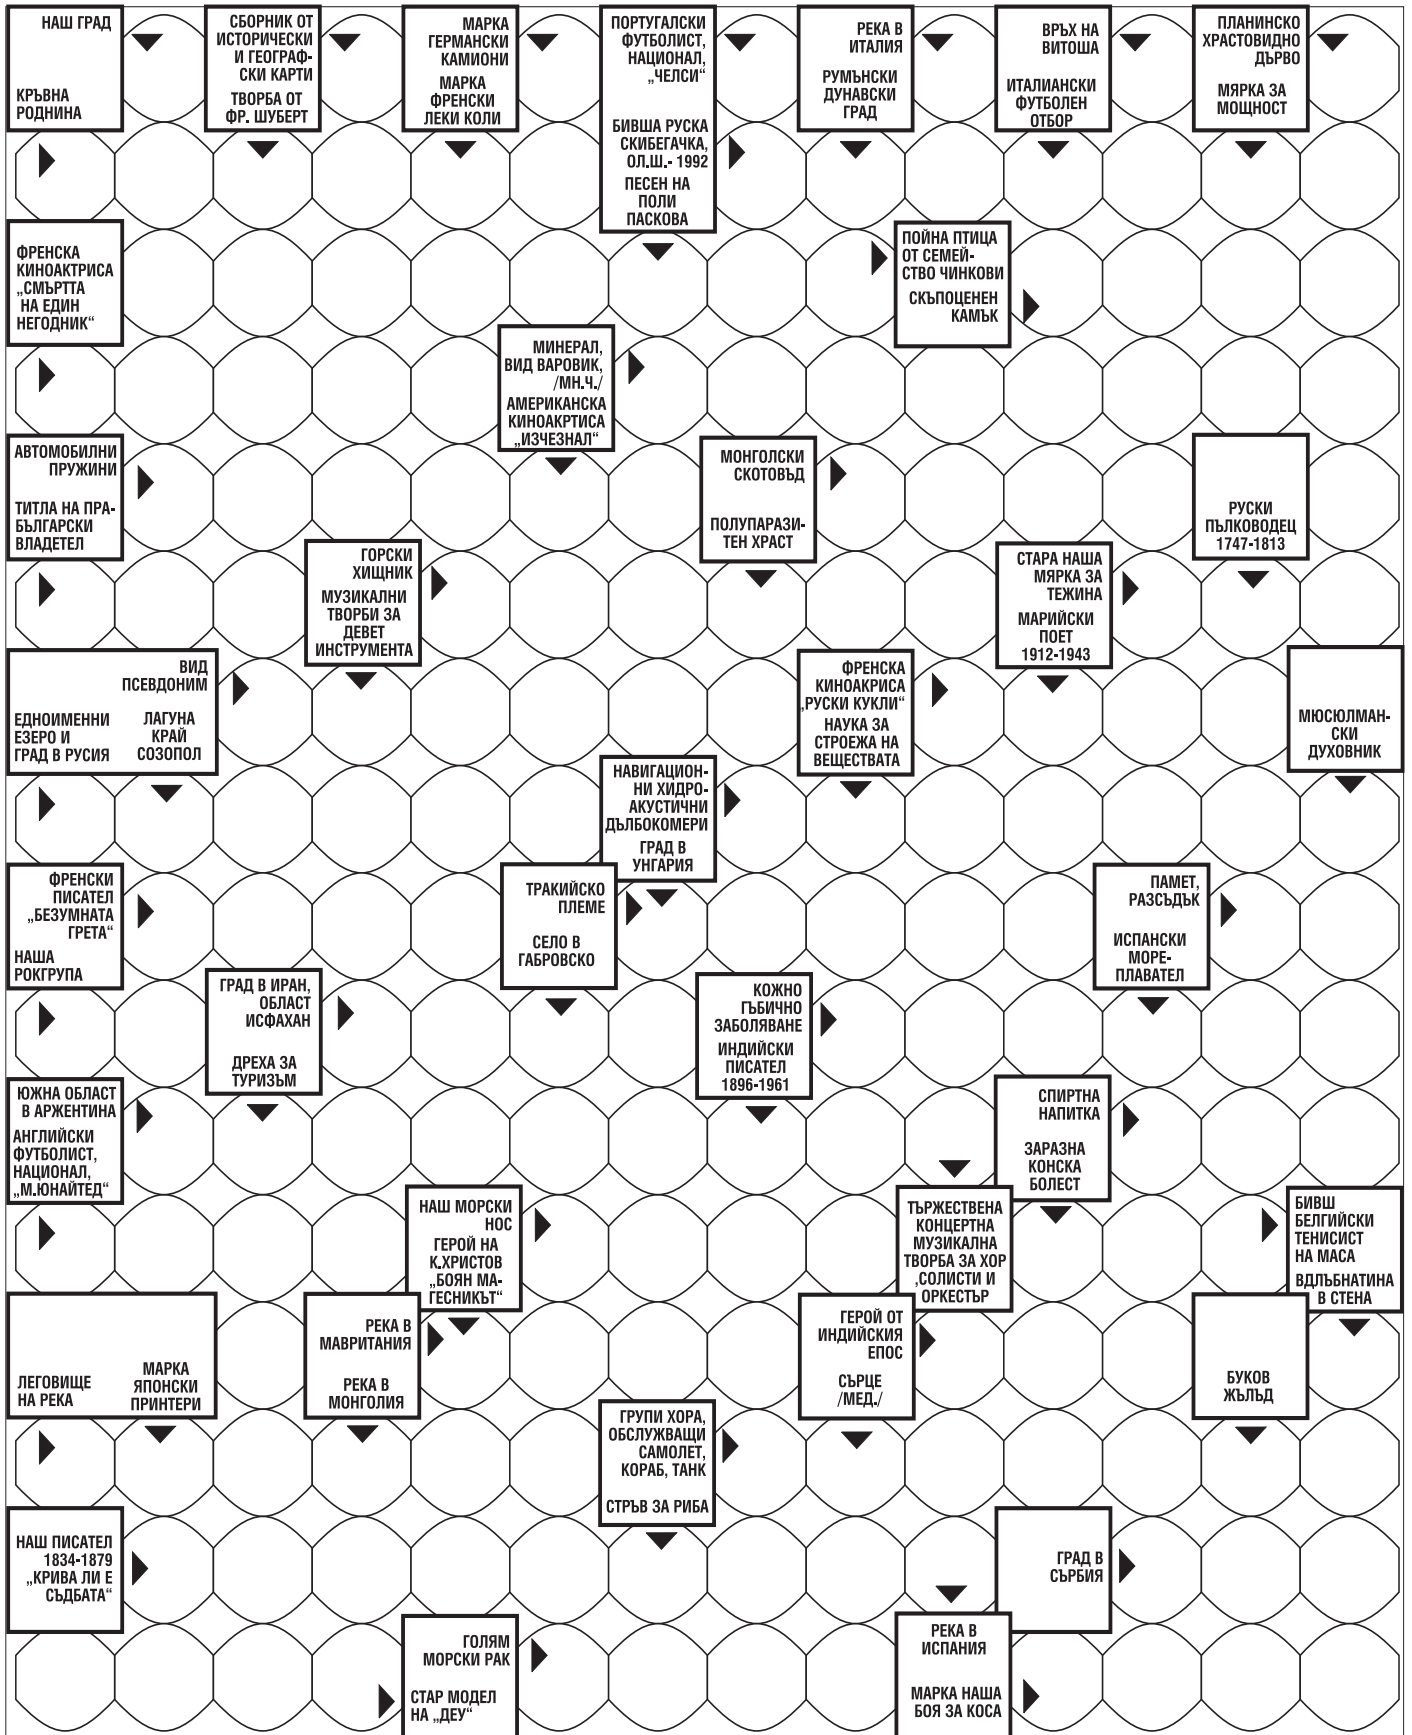 НАШ ГРАД
КРЪВНА
РОДНИНА
СБОРНИК ОТ
ИСТОРИЧЕСКИ
И ГЕОГРАФ-
СКИ КАРТИ
ТВОРБА ОТ
ФР. ШУБЕРТ
МАРКА
ГЕРМАНСКИ
КАМИОНИ
МАРКА
ФРЕНСКИ
ЛЕКИ КОЛИ
ПОРТУГАЛСКИ
ФУТБОЛИСТ,
НАЦИОНАЛ,
„ЧЕЛСИ“
БИВША РУСКА
СКИБЕГАЧКА,
ОЛ.Ш.- 1992
ПЕСЕН НА
ПОЛИ
ПАСКОВА
РЕКА В
ИТАЛИЯ
РУМЪНСКИ
ДУНАВСКИ
ГРАД
ВРЪХ НА
ВИТОША
ИТАЛИАНСКИ
ФУТБОЛЕН
ОТБОР
ПЛАНИНСКО
ХРАСТОВИДНО
ДЪРВО
МЯРКА ЗА
МОЩНОСТ
ФРЕНСКА
КИНОАКТРИСА
„СМЪРТТА
НА ЕДИН
НЕГОДНИК“
ПОЙНА ПТИЦА
ОТ СЕМЕЙ-
СТВО ЧИНКОВИ
СКЪПОЦЕНЕН
КАМЪК
МИНЕРАЛ,
ВИД ВАРОВИК,
/МН.Ч./
АМЕРИКАНСКА
КИНОАКРТИСА
„ИЗЧЕЗНАЛ“
АВТОМОБИЛНИ
ПРУЖИНИ
ТИТЛА НА ПРА-
БЪЛГАРСКИ
ВЛАДЕТЕЛ
МОНГОЛСКИ
СКОТОВЪД
ПОЛУПАРАЗИ-
ТЕН ХРАСТ
РУСКИ
ПЪЛКОВОДЕЦ
1747-1813
ГОРСКИ
ХИЩНИК
МУЗИКАЛНИ
ТВОРБИ ЗА
ДЕВЕТ
ИНСТРУМЕНТА
СТАРА НАША
МЯРКА ЗА
ТЕЖИНА
МАРИЙСКИ
ПОЕТ
1912-1943
ВИД
ПСЕВДОНИМ
ЕДНОИМЕННИ
ЕЗЕРО И
ГРАД В РУСИЯ
ЛАГУНА
КРАЙ
СОЗОПОЛ
ФРЕНСКА
КИНОАКРИСА
„РУСКИ КУКЛИ“
НАУКА ЗА
СТРОЕЖА НА
ВЕЩЕСТВАТА
МЮСЮЛМАН-
СКИ
ДУХОВНИК
НАВИГАЦИОН-
НИ ХИДРО-
АКУСТИЧНИ
ДЪЛБОКОМЕРИ
ГРАД В
УНГАРИЯ
ФРЕНСКИ
ПИСАТЕЛ
„БЕЗУМНАТА
ГРЕТА“
НАША
РОКГРУПА
ТРАКИЙСКО
ПЛЕМЕ
СЕЛО В
ГАБРОВСКО
ПАМЕТ,
РАЗСЪДЪК
ИСПАНСКИ
МОРЕ-
ПЛАВАТЕЛ
ГРАД В ИРАН,
ОБЛАСТ
ИСФАХАН
ДРЕХА ЗА
ТУРИЗЪМ
КОЖНО
ГЪБИЧНО
ЗАБОЛЯВАНЕ
ИНДИЙСКИ
ПИСАТЕЛ
1896-1961
ЮЖНА ОБЛАСТ
В АРЖЕНТИНА
АНГЛИЙСКИ
ФУТБОЛИСТ,
НАЦИОНАЛ,
„М.ЮНАЙТЕД“
СПИРТНА
НАПИТКА
ЗАРАЗНА
КОНСКА
БОЛЕСТ
НАШ МОРСКИ
НОС
ГЕРОЙ НА
К.ХРИСТОВ
„БОЯН МА-
ГЕСНИКЪТ“
ТЪРЖЕСТВЕНА
КОНЦЕРТНА
МУЗИКАЛНА
ТВОРБА ЗА ХОР
,СОЛИСТИ И
ОРКЕСТЪР
БИВШ
БЕЛГИЙСКИ
ТЕНИСИСТ
НА МАСА
ВДЛЪБНАТИНА
В СТЕНА
ЛЕГОВИЩЕ
НА РЕКА
МАРКА
ЯПОНСКИ
ПРИНТЕРИ
РЕКА В
МАВРИТАНИЯ
РЕКА В
МОНГОЛИЯ
ГЕРОЙ ОТ
ИНДИЙСКИЯ
ЕПОС
СЪРЦЕ
/МЕД./
БУКОВ
ЖЪЛЪД
ГРУПИ ХОРА,
ОБСЛУЖВАЩИ
САМОЛЕТ,
КОРАБ, ТАНК
СТРЪВ ЗА РИБА
НАШ ПИСАТЕЛ
1834-1879
„КРИВА ЛИ Е
СЪДБАТА“
ГРАД В
СЪРБИЯ
ГОЛЯМ
МОРСКИ РАК
СТАР МОДЕЛ
НА „ДЕУ“
РЕКА В
ИСПАНИЯ
МАРКА НАША
БОЯ ЗА КОСА